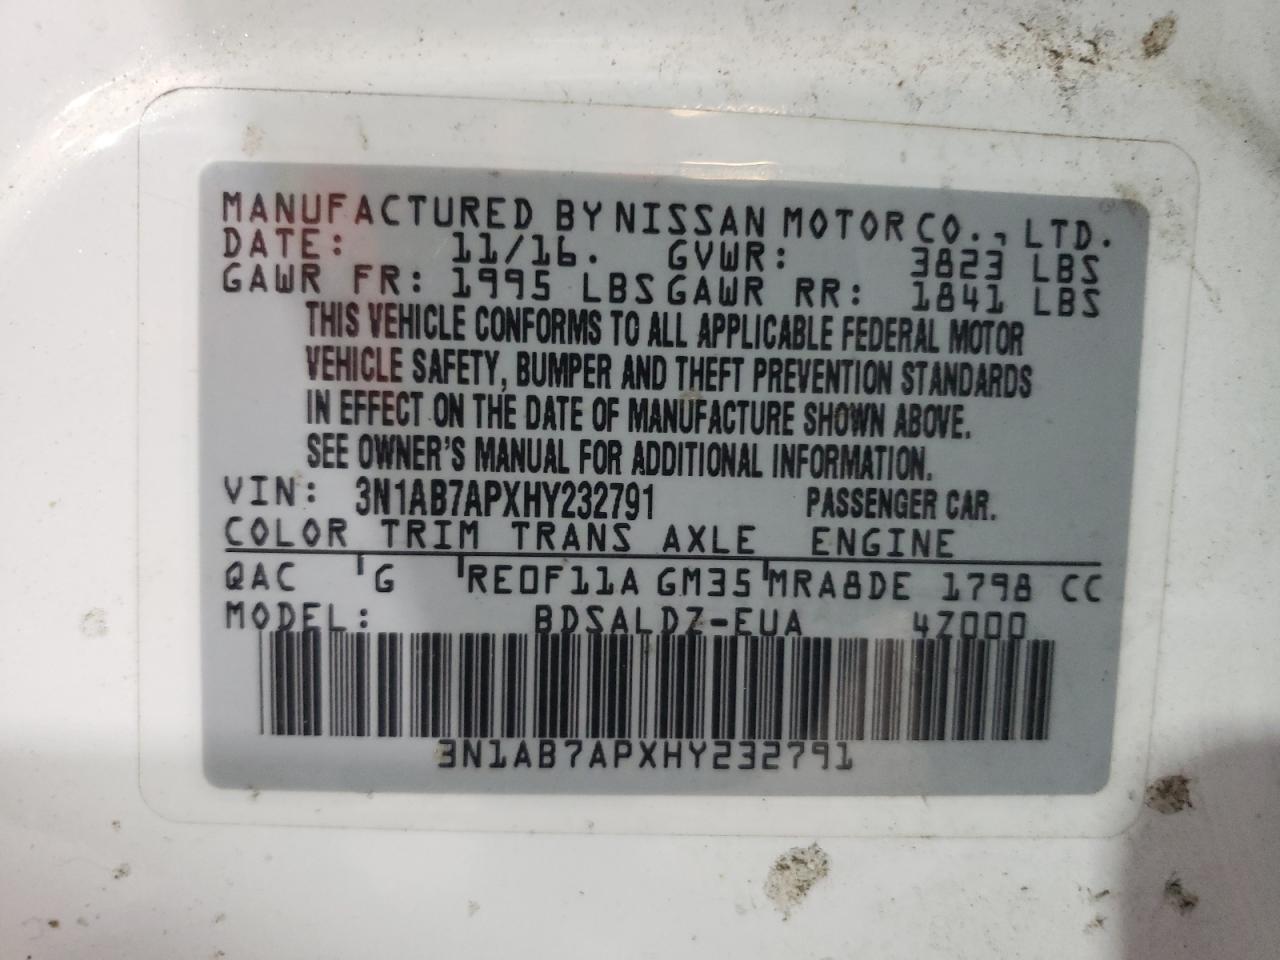 MANUFACTURED BY NISSAN MOTOR CO., LTD.
DATE: 11/16. GVWR: 3823 LBS
GAWR FR: 1995 LBS GAWR RR: 1841 LBS
THIS VEHICLE CONFORMS TO ALL APPLICABLE FEDERAL MOTOR
VEHICLE SAFETY, BUMPER AND THEFT PREVENTION STANDARDS
IN EFFECT ON THE DATE OF MANUFACTURE SHOWN ABOVE.
SEE OWNER'S MANUAL FOR ADDITIONAL INFORMATION.
VIN: 3N1AB7APXHY232791 PASSENGER CAR.
COLOR TRIM TRANS AXLE ENGINE
QAC G RE0F11A GM35 MRA8DE 1798 CC
MODEL: BDSALDZ-EUA 4Z000
3N1AB7APXHY232791